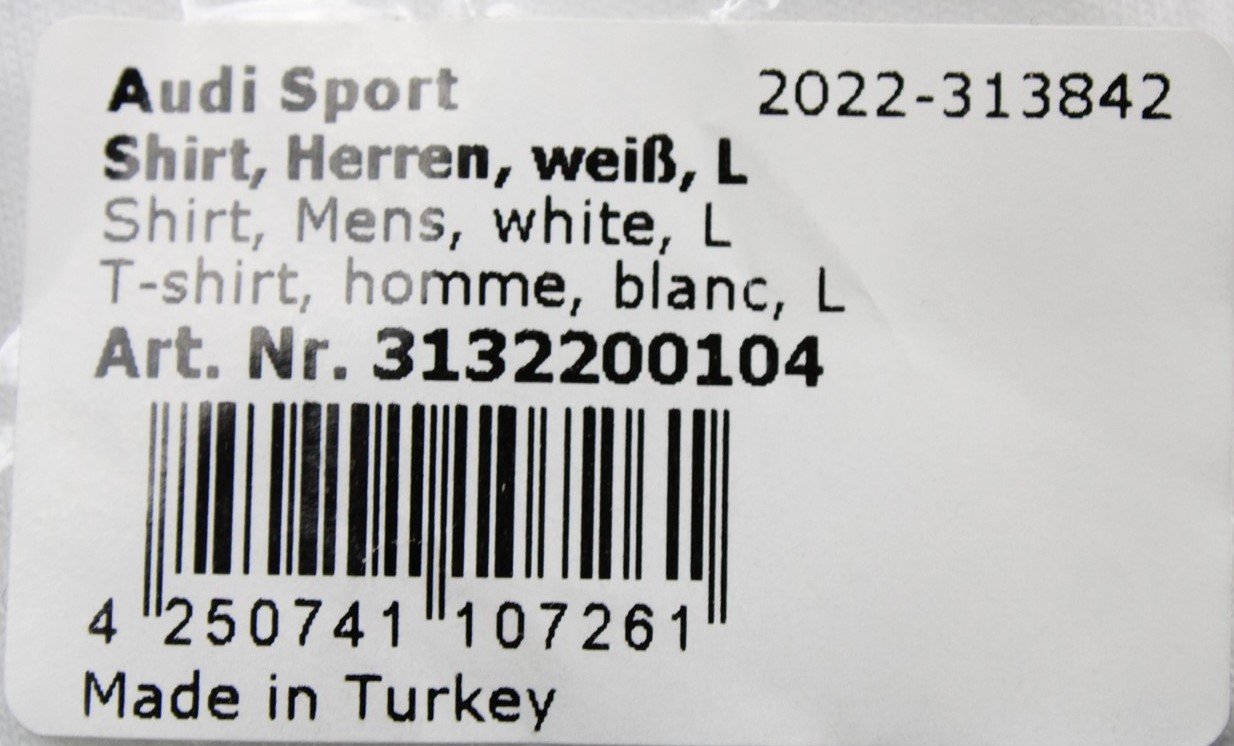 Audi Sport 2022-313842
Shirt, Herren, weiß, L
Shirt, Mens, white, L
T-shirt, homme, blanc, L
Art. Nr. 3132200104
4 250741 107261
Made in Turkey